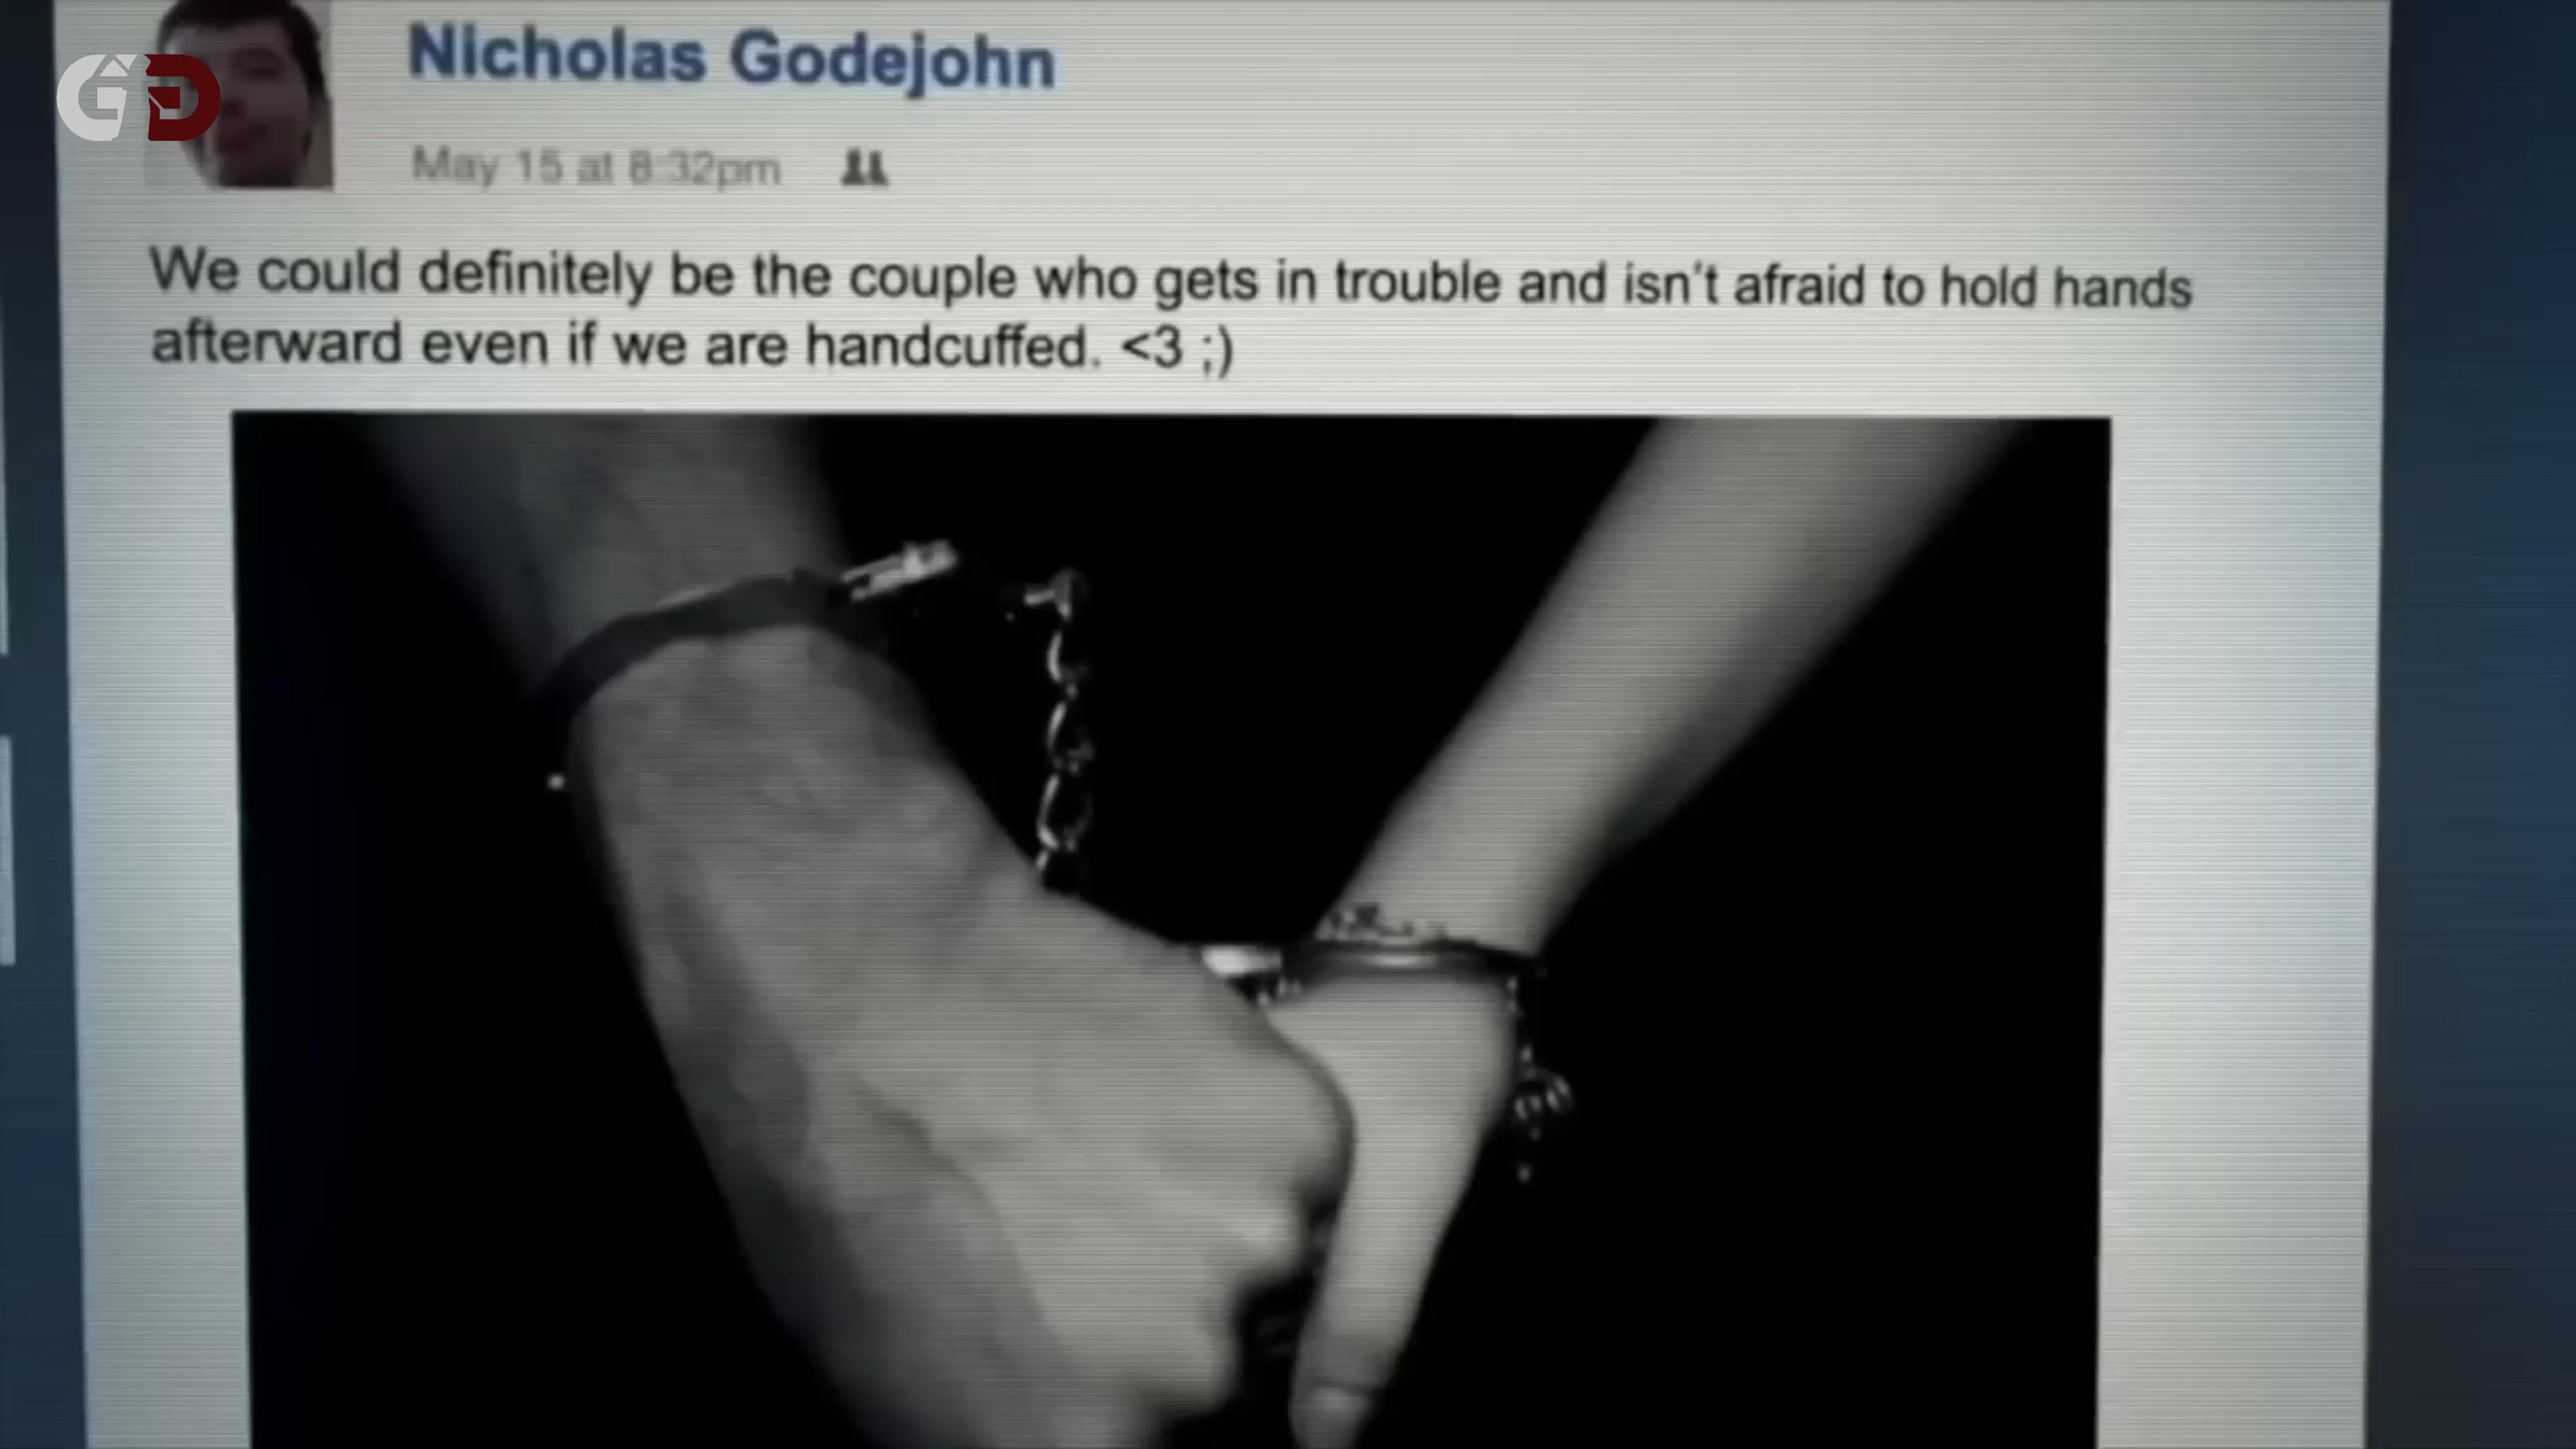 GD
Nicholas Godejohn
May 15 at 8:32pm
We could definitely be the couple who gets in trouble and isn't afraid to hold hands
afterward even if we are handcuffed. <3 ;)